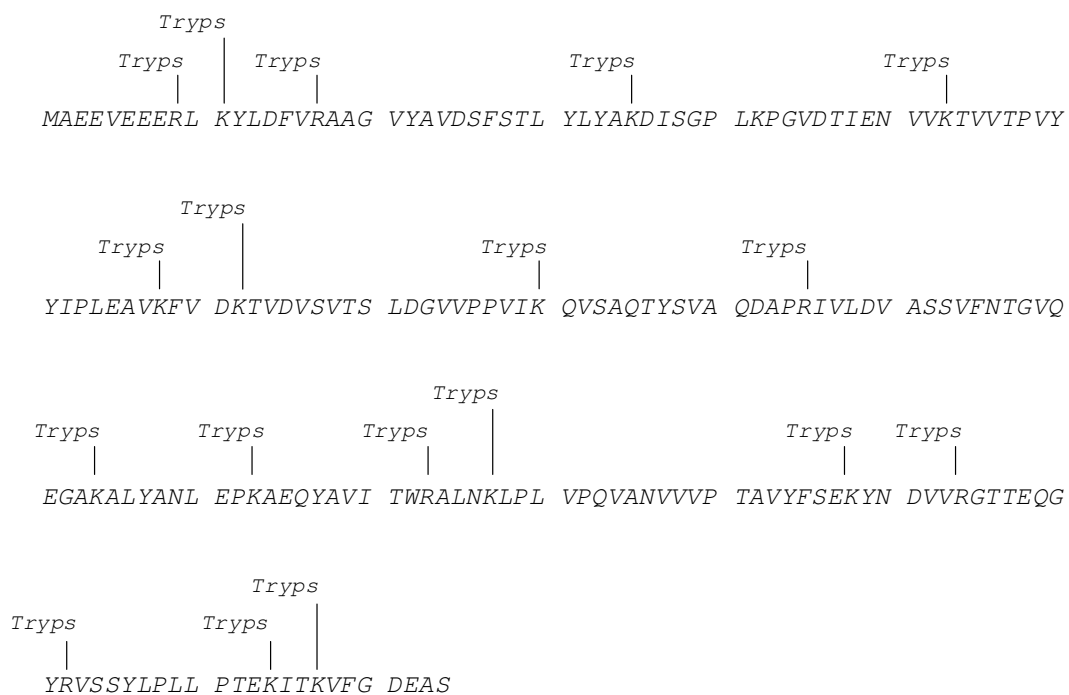 Tryps
Tryps Tryps Tryps Tryps
MAEEVEEERL KYLDFVRAAG VYAVDSFSTL YLYAKDISGP LKPGVDTIEN VVKTVVTPVY
Tryps
Tryps Tryps Tryps
YIPLEAVKFV DKTVDVSVTS LDGVVPPVIK QVSAQTYSVA QDAPRIVLDV ASSVFNTGVQ
Tryps
Tryps Tryps Tryps Tryps Tryps
EGAKALYANL EPKAEQYAVI TWRALNKLPL VPQVANVVVP TAVYFSEKYN DVVRGTTEQG
Tryps
Tryps Tryps
YRVSSYLPLL PTEKITKVFG DEAS